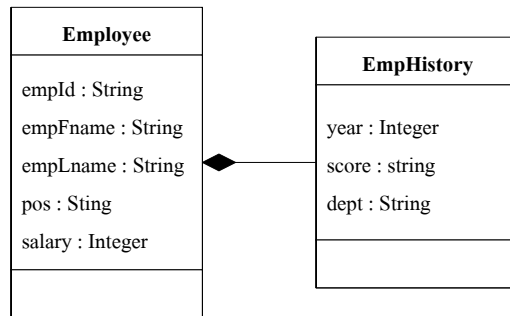 Employee
empId : String
empFname : String
empLname : String
pos : Sting
salary : Integer
EmpHistory
year : Integer
score : string
dept : String